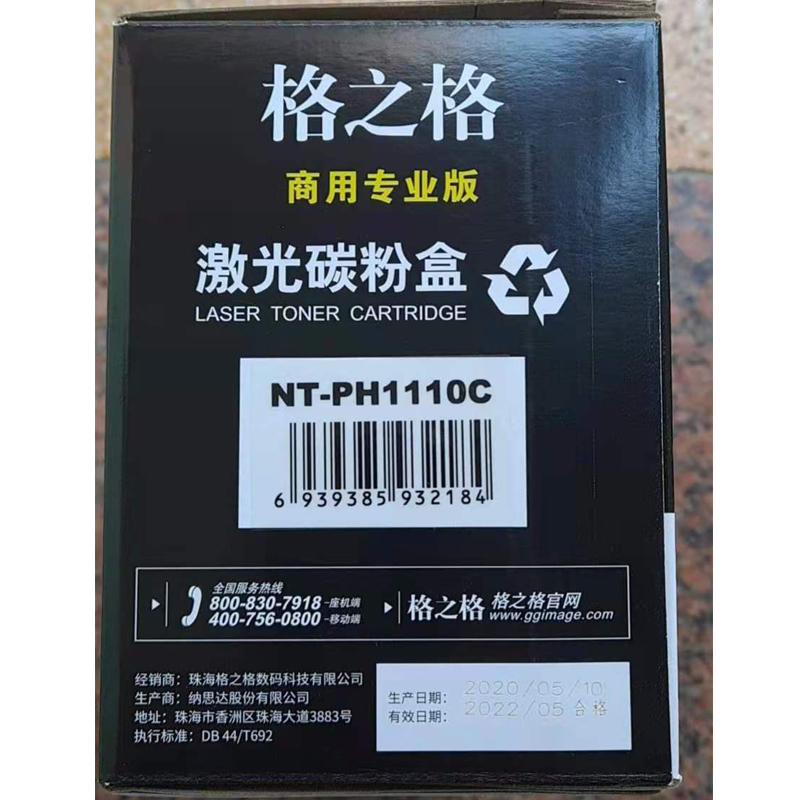 格之格
商用专业版
激光碳粉盒
LASER TONER CARTRIDGE
NT-PH1110C
6 939385 932184
全国服务热线
800-830-7918-座机端
400-756-0800-移动端
格之格 格之格官网
www.ggimage.com
经销商：珠海格之格数码科技有限公司
生产商：纳思达股份有限公司
地址：珠海市香洲区珠海大道3883号
执行标准：DB 44/T692
生产日期：2020/05/10
有效日期：2022/05 合格